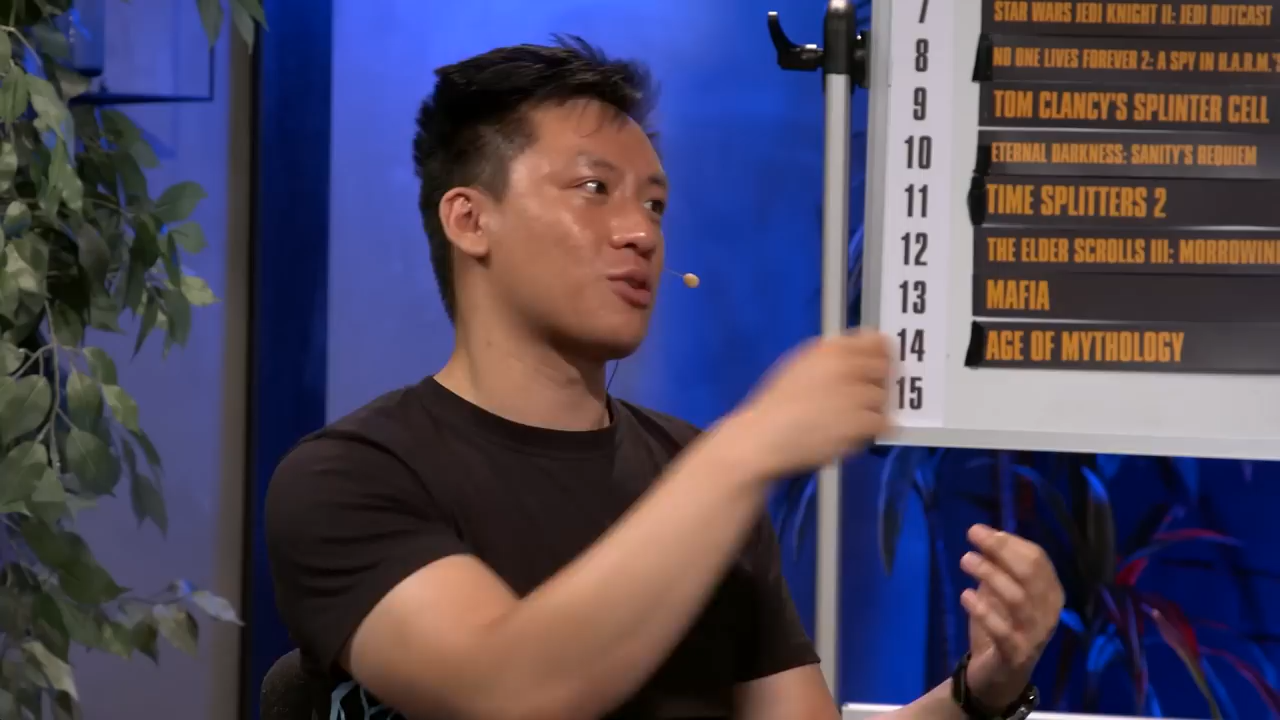 7 STAR WARS JEDI KNIGHT II: JEDI OUTCAST
8 NO ONE LIVES FOREVER 2: A SPY IN H.A.R.M.'S
9 TOM CLANCY'S SPLINTER CELL
10 ETERNAL DARKNESS: SANITY'S REQUIEM
11 TIME SPLITTERS 2
12 THE ELDER SCROLLS III: MORROWIND
13 MAFIA
14 AGE OF MYTHOLOGY
15